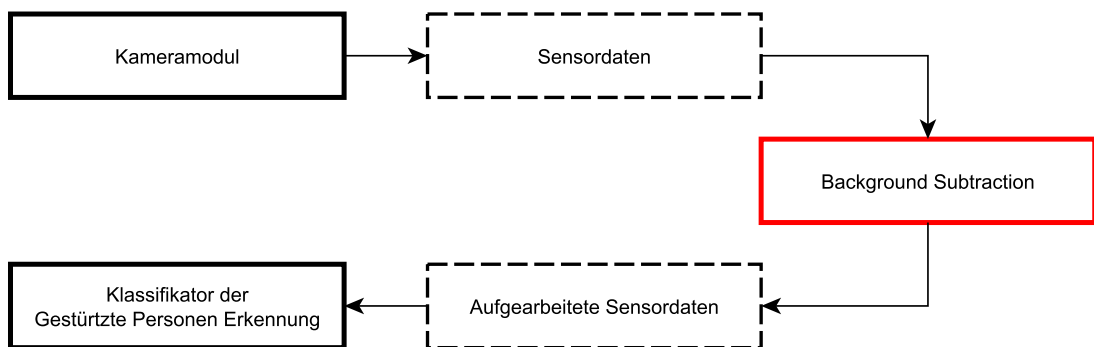 Kameramodul
Sensordaten
Background Subtraction
Aufgearbeitete Sensordaten
Klassifikator der
Gestürtzte Personen Erkennung